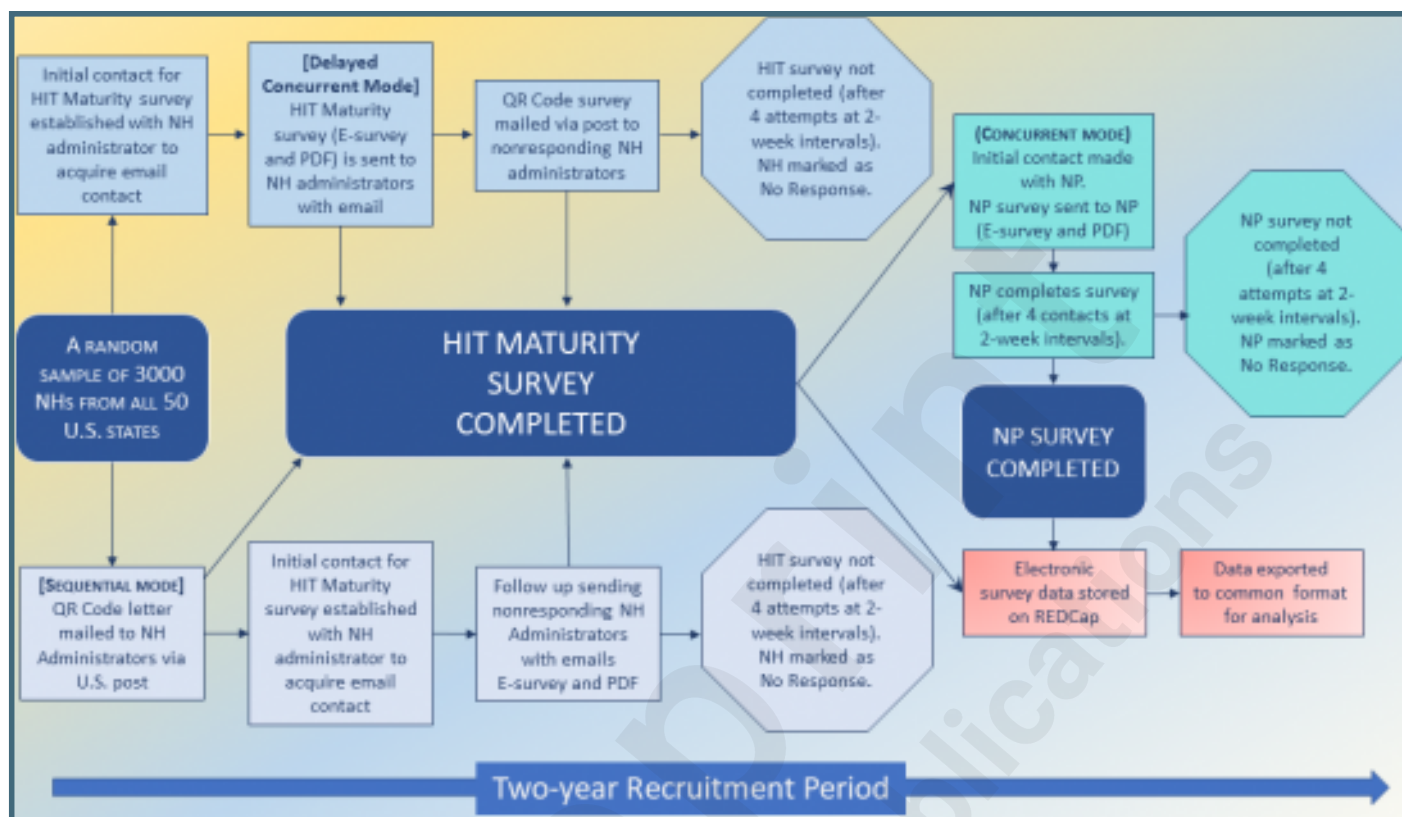 Initial contact for
HIT Maturity survey
established with NH
administrator to
acquire email
contact
[Delayed
Concurrent Mode]
HIT Maturity
survey (E-survey
and PDF) is sent to
NH administrators
with email
QR Code survey
mailed via post to
nonresponding NH
administrators
HIT survey not
completed (after
4 attempts at 2-
week intervals).
NH marked as
No Response.
(CONCURRENT MODE)
Initial contact made
with NP.
NP survey sent to NP
(E-survey and PDF)
NP survey not
completed
(after 4
attempts at 2-
week intervals).
NP marked as
No Response.
NP completes survey
(after 4 contacts at
2-week intervals).
A RANDOM
SAMPLE OF 3000
NHS FROM ALL 50
U.S. STATES
HIT MATURITY
SURVEY
COMPLETED
NP SURVEY
COMPLETED
[SEQUENTIAL MODE]
QR Code letter
mailed to NH
Administrators via
U.S. post
Initial contact for
HIT Maturity
survey established
with NH
administrator to
acquire email
contact
Follow up sending
nonresponding NH
Administrators
with emails
E-survey and PDF
HIT survey not
completed (after
4 attempts at 2-
week intervals).
NH marked as
No Response.
Electronic
survey data stored
on REDCap
Data exported
to common format
for analysis
Two-year Recruitment Period